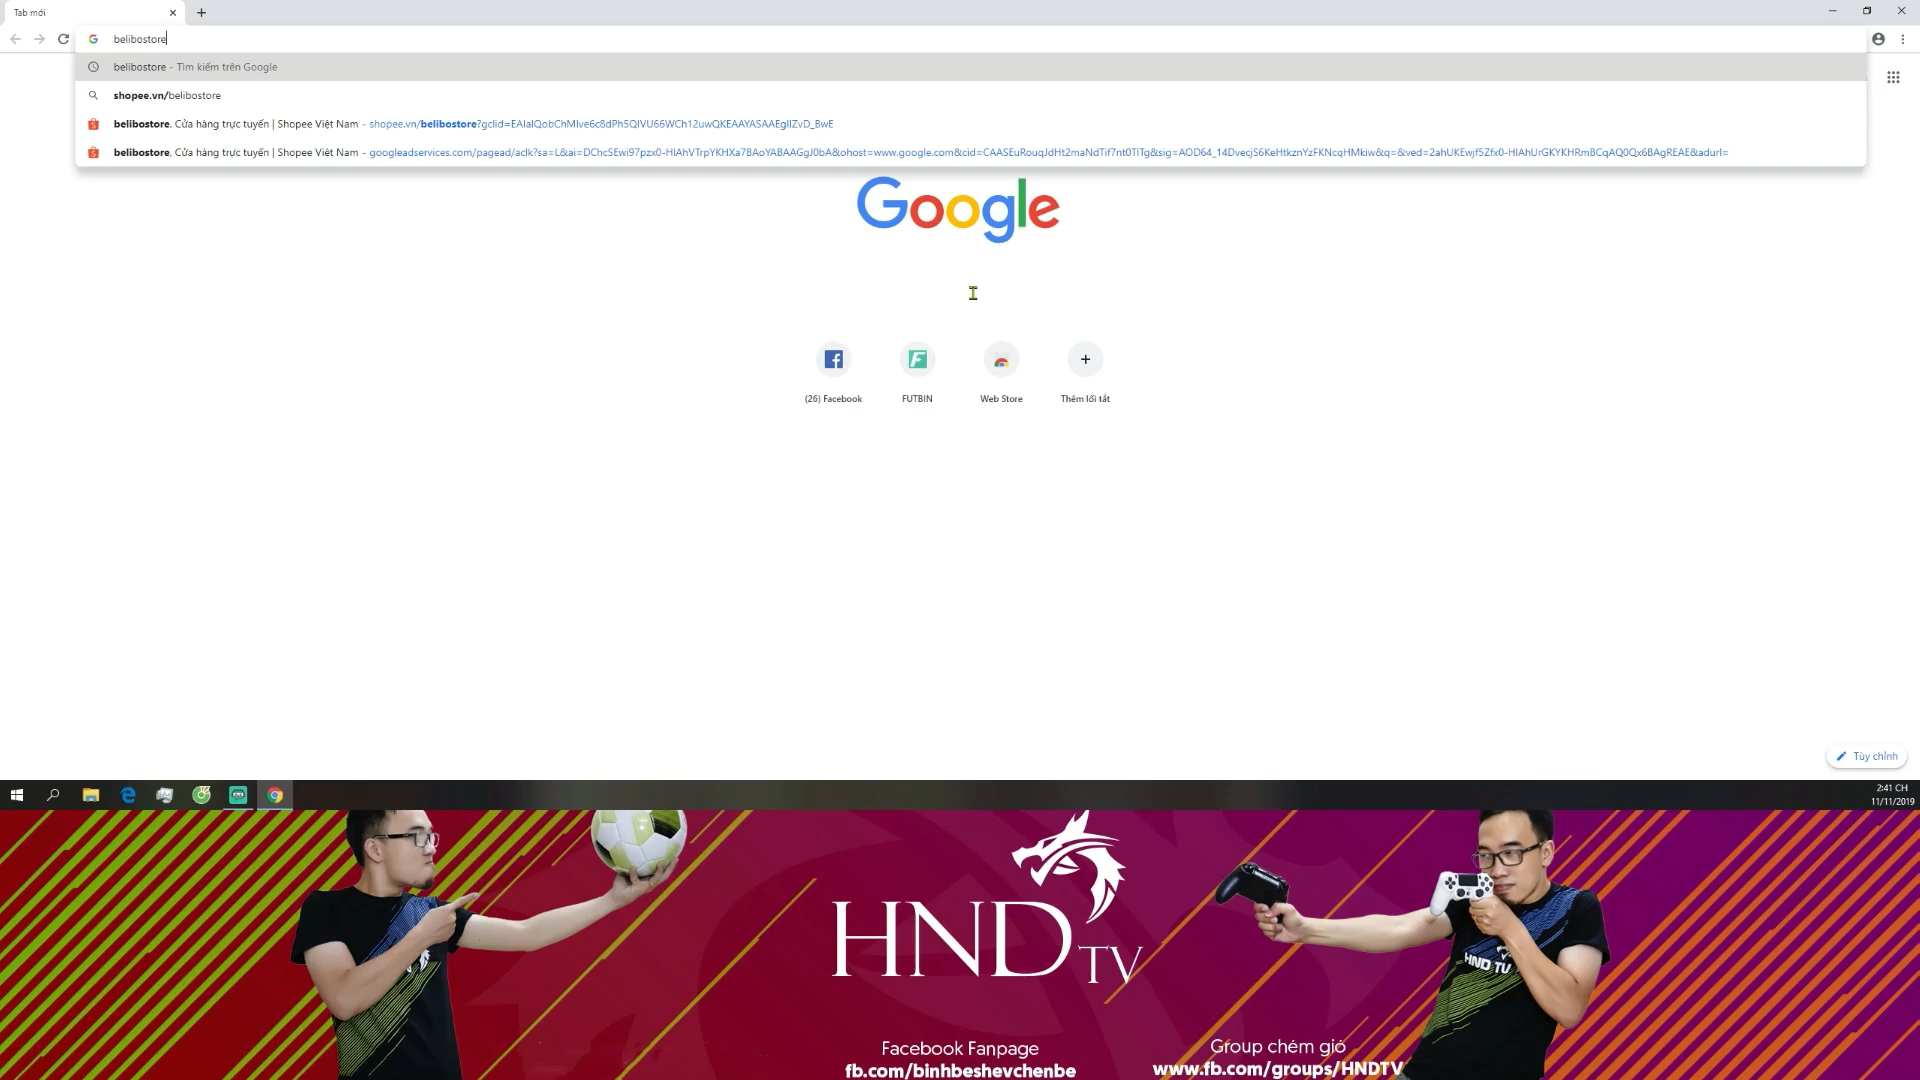 Tab mới
belibostore
belibostore - Tìm kiếm trên Google
shopee.vn/belibostore
belibostore, Cửa hàng trực tuyến | Shopee Việt Nam - shopee.vn/belibostore?gclid=EAIaIQobChMIve6c8dPh5QIVU66WCh12uwQKEAAYASAAEgIIZvD_BwE
belibostore, Cửa hàng trực tuyến | Shopee Việt Nam - googleadservices.com/pagead/aclk?sa=L&ai=DChcSEwi97pzx0-HlAhVTrpYKHXa7BAoYABAAGgJ0bA&ohost=www.google.com&cid=CAASEuRouqJdHt2maNdTif7nt0TlTg&sig=AOD64_14DvecjS6KeHtkznYzFKNcqHMkiw&q=&ved=2ahUKEwjf5Zfx0-HlAhUrGKYKHRmBCqAQ0Qx6BAgREAE&adurl=
Google
(26) Facebook
FUTBIN
Web Store
Thêm lối tắt
Tùy chỉnh
2:41 CH
11/11/2019
HND TV
HND TV
Facebook Fanpage
fb.com/binhbeshevchenbe
Group chém gió
www.fb.com/groups/HNDTV